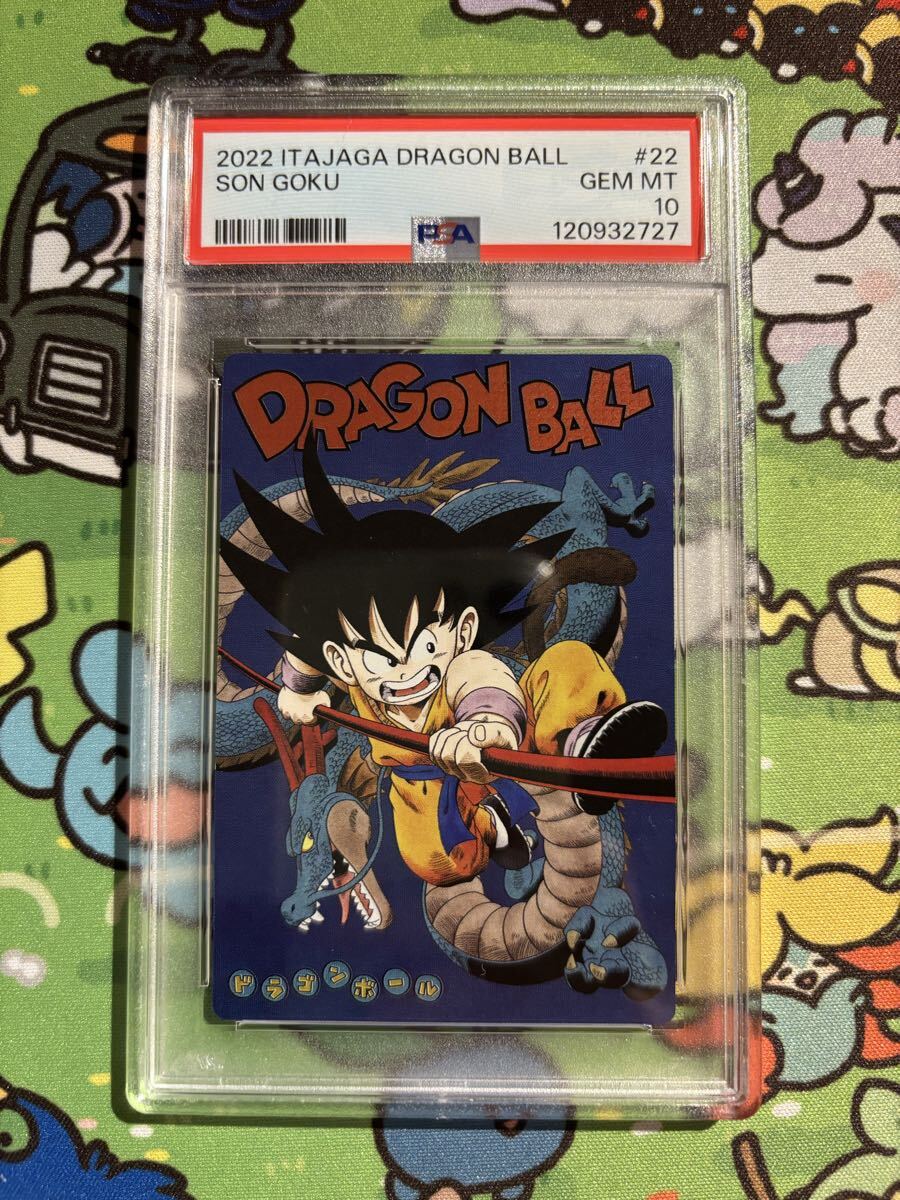 2022 ITAJAGA DRAGON BALL #22
SON GOKU GEM MT
10
PSA 120932727
DRAGON BALL
ドラゴンボール